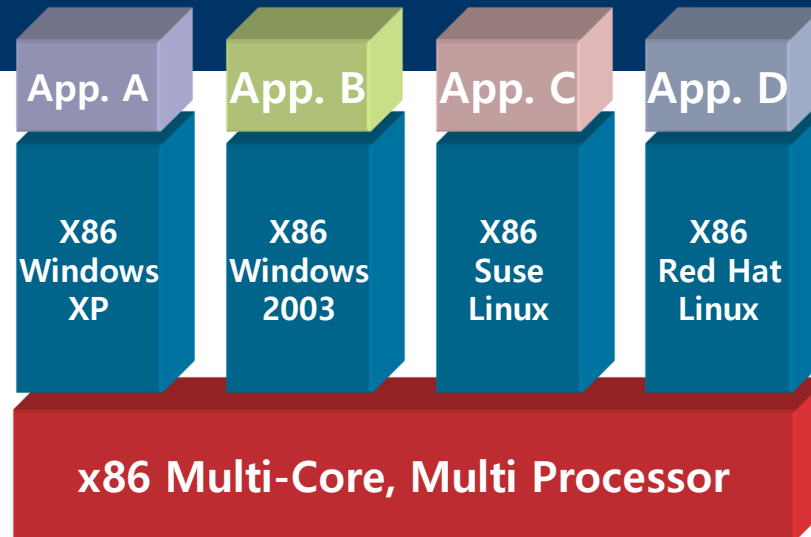 App. A
App. B
App. C
App. D
X86
Windows
XP
X86
Windows
2003
X86
Suse
Linux
X86
Red Hat
Linux
x86 Multi-Core, Multi Processor